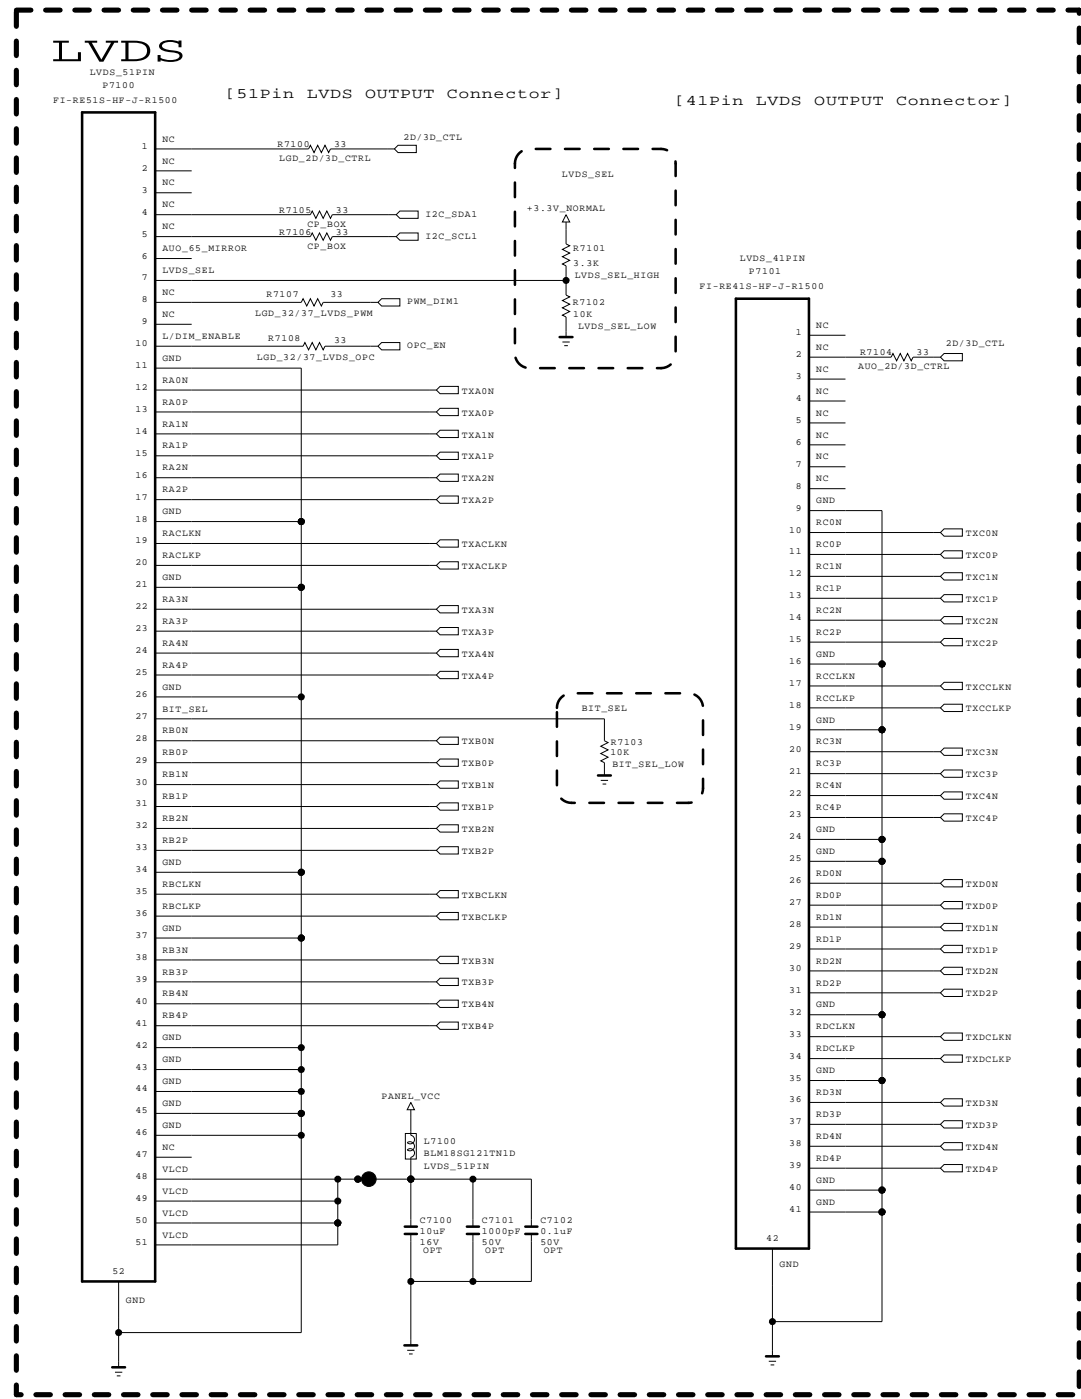 LVDS
LVDS_51PIN
P7100
FI-RE51S-HF-J-R1500
[51Pin LVDS OUTPUT Connector]
1 NC R7100 33 2D/3D_CTL
LGD_2D/3D_CTRL
2 NC
3 NC
4 NC R7105 33 I2C_SDA1
CP_BOX
5 NC R7106 33 I2C_SCL1
CP_BOX
6 AUO_65_MIRROR
7 LVDS_SEL
8 NC R7107 33 PWM_DIM1
LGD_32/37_LVDS_PWM
9 NC
10 L/DIM_ENABLE R7108 33 OPC_EN
LGD_32/37_LVDS_OPC
11 GND
12 RA0N TXA0N
13 RA0P TXA0P
14 RA1N TXA1N
15 RA1P TXA1P
16 RA2N TXA2N
17 RA2P TXA2P
18 GND
19 RACLKN TXACLKN
20 RACLKP TXACLKP
21 GND
22 RA3N TXA3N
23 RA3P TXA3P
24 RA4N TXA4N
25 RA4P TXA4P
26 GND
27 BIT_SEL
28 RB0N TXB0N
29 RB0P TXB0P
30 RB1N TXB1N
31 RB1P TXB1P
32 RB2N TXB2N
33 RB2P TXB2P
34 GND
35 RBCLKN TXBCLKN
36 RBCLKP TXBCLKP
37 GND
38 RB3N TXB3N
39 RB3P TXB3P
40 RB4N TXB4N
41 RB4P TXB4P
42 GND
43 GND
44 GND
45 GND
46 GND
47 NC
48 VLCD
49 VLCD
50 VLCD
51 VLCD
52
GND
LVDS_SEL
+3.3V_NORMAL
R7101
3.3K
LVDS_SEL_HIGH
R7102
10K
LVDS_SEL_LOW
BIT_SEL
R7103
10K
BIT_SEL_LOW
PANEL_VCC
L7100
BLM18SG121TN1D
LVDS_51PIN
C7100
10uF
16V
OPT
C7101
1000pF
50V
OPT
C7102
0.1uF
50V
OPT
[41Pin LVDS OUTPUT Connector]
LVDS_41PIN
P7101
FI-RE41S-HF-J-R1500
1 NC
2 NC R7104 33 2D/3D_CTL
AUO_2D/3D_CTRL
3 NC
4 NC
5 NC
6 NC
7 NC
8 NC
9 GND
10 RC0N TXC0N
11 RC0P TXC0P
12 RC1N TXC1N
13 RC1P TXC1P
14 RC2N TXC2N
15 RC2P TXC2P
16 GND
17 RCCLKN TXCCLKN
18 RCCLKP TXCCLKP
19 GND
20 RC3N TXC3N
21 RC3P TXC3P
22 RC4N TXC4N
23 RC4P TXC4P
24 GND
25 GND
26 RD0N TXD0N
27 RD0P TXD0P
28 RD1N TXD1N
29 RD1P TXD1P
30 RD2N TXD2N
31 RD2P TXD2P
32 GND
33 RDCLKN TXDCLKN
34 RDCLKP TXDCLKP
35 GND
36 RD3N TXD3N
37 RD3P TXD3P
38 RD4N TXD4N
39 RD4P TXD4P
40 GND
41 GND
42
GND